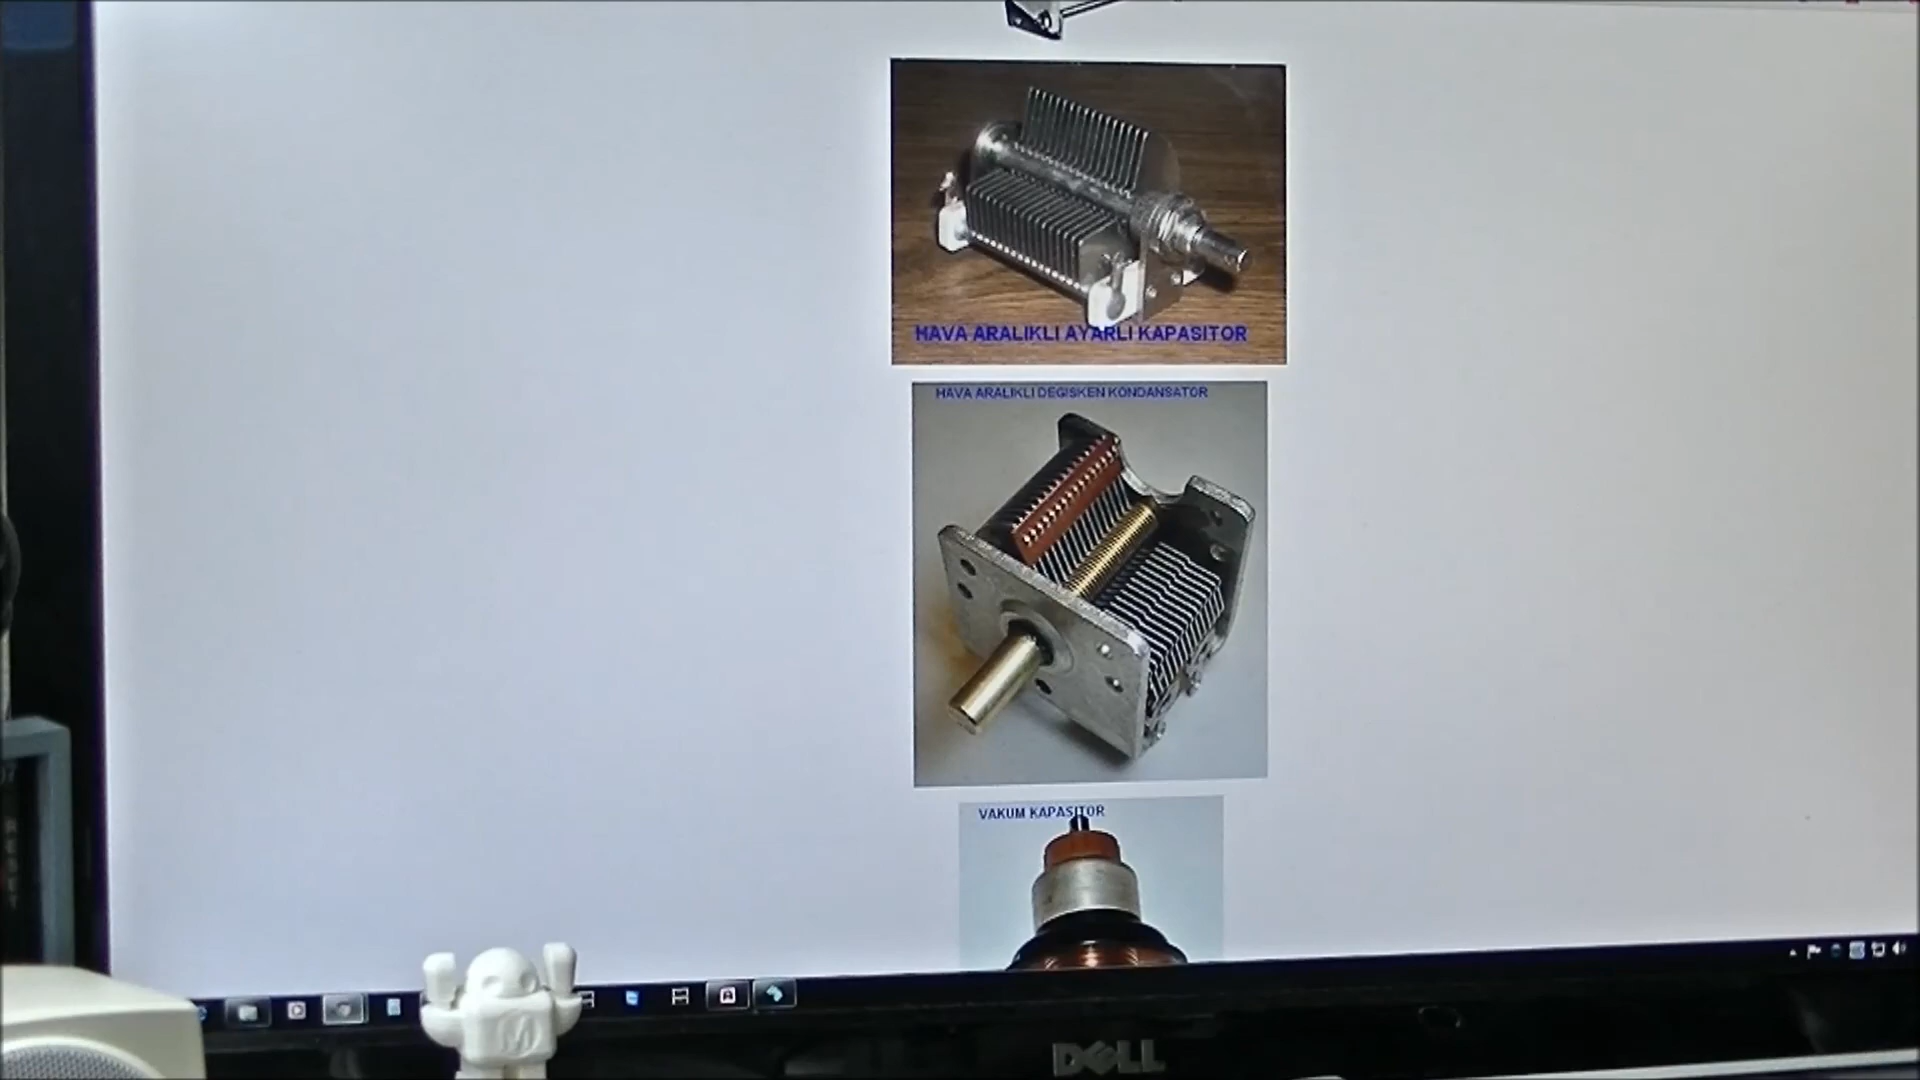 HAVA ARALIKLI AYARLI KAPASITOR
HAVA ARALIKLI DEGISKEN KONDANSATOR
VAKUM KAPASITOR
M
DELL